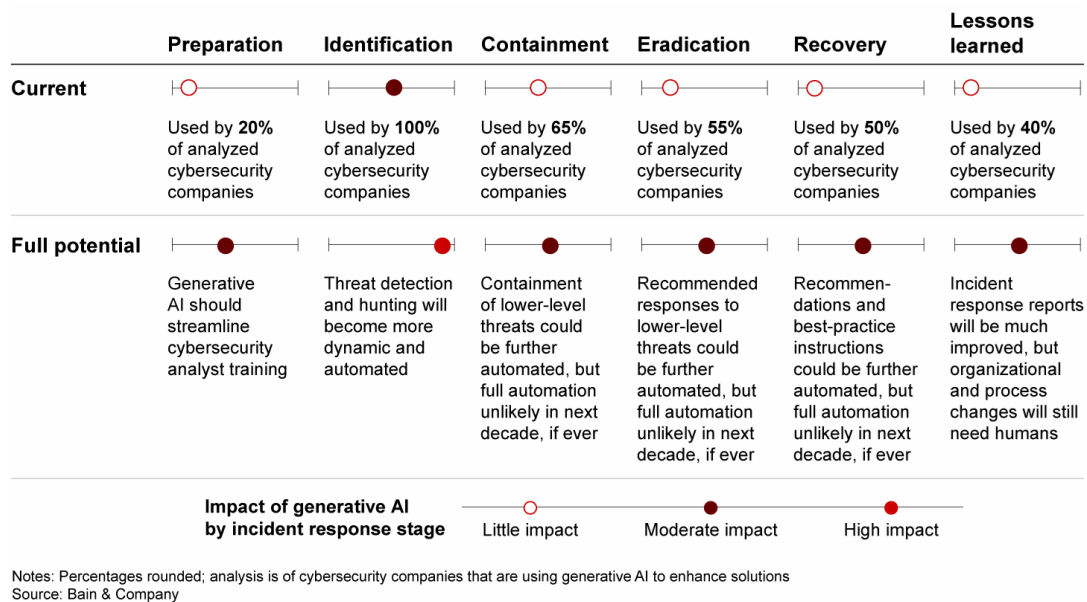 Preparation
Identification
Containment
Eradication
Recovery
Lessons
learned
Current
Used by 20%
of analyzed
cybersecurity
companies
Used by 100%
of analyzed
cybersecurity
companies
Used by 65%
of analyzed
cybersecurity
companies
Used by 55%
of analyzed
cybersecurity
companies
Used by 50%
of analyzed
cybersecurity
companies
Used by 40%
of analyzed
cybersecurity
companies
Full potential
Generative
AI should
streamline
cybersecurity
analyst training
Threat detection
and hunting will
become more
dynamic and
automated
Containment
of lower-level
threats could
be further
automated, but
full automation
unlikely in next
decade, if ever
Recommended
responses to
lower-level
threats could
be further
automated, but
full automation
unlikely in next
decade, if ever
Recommen-
dations and
best-practice
instructions
could be further
automated, but
full automation
unlikely in next
decade, if ever
Incident
response reports
will be much
improved, but
organizational
and process
changes will still
need humans
Impact of generative AI
by incident response stage
Little impact
Moderate impact
High impact
Notes: Percentages rounded; analysis is of cybersecurity companies that are using generative AI to enhance solutions
Source: Bain & Company